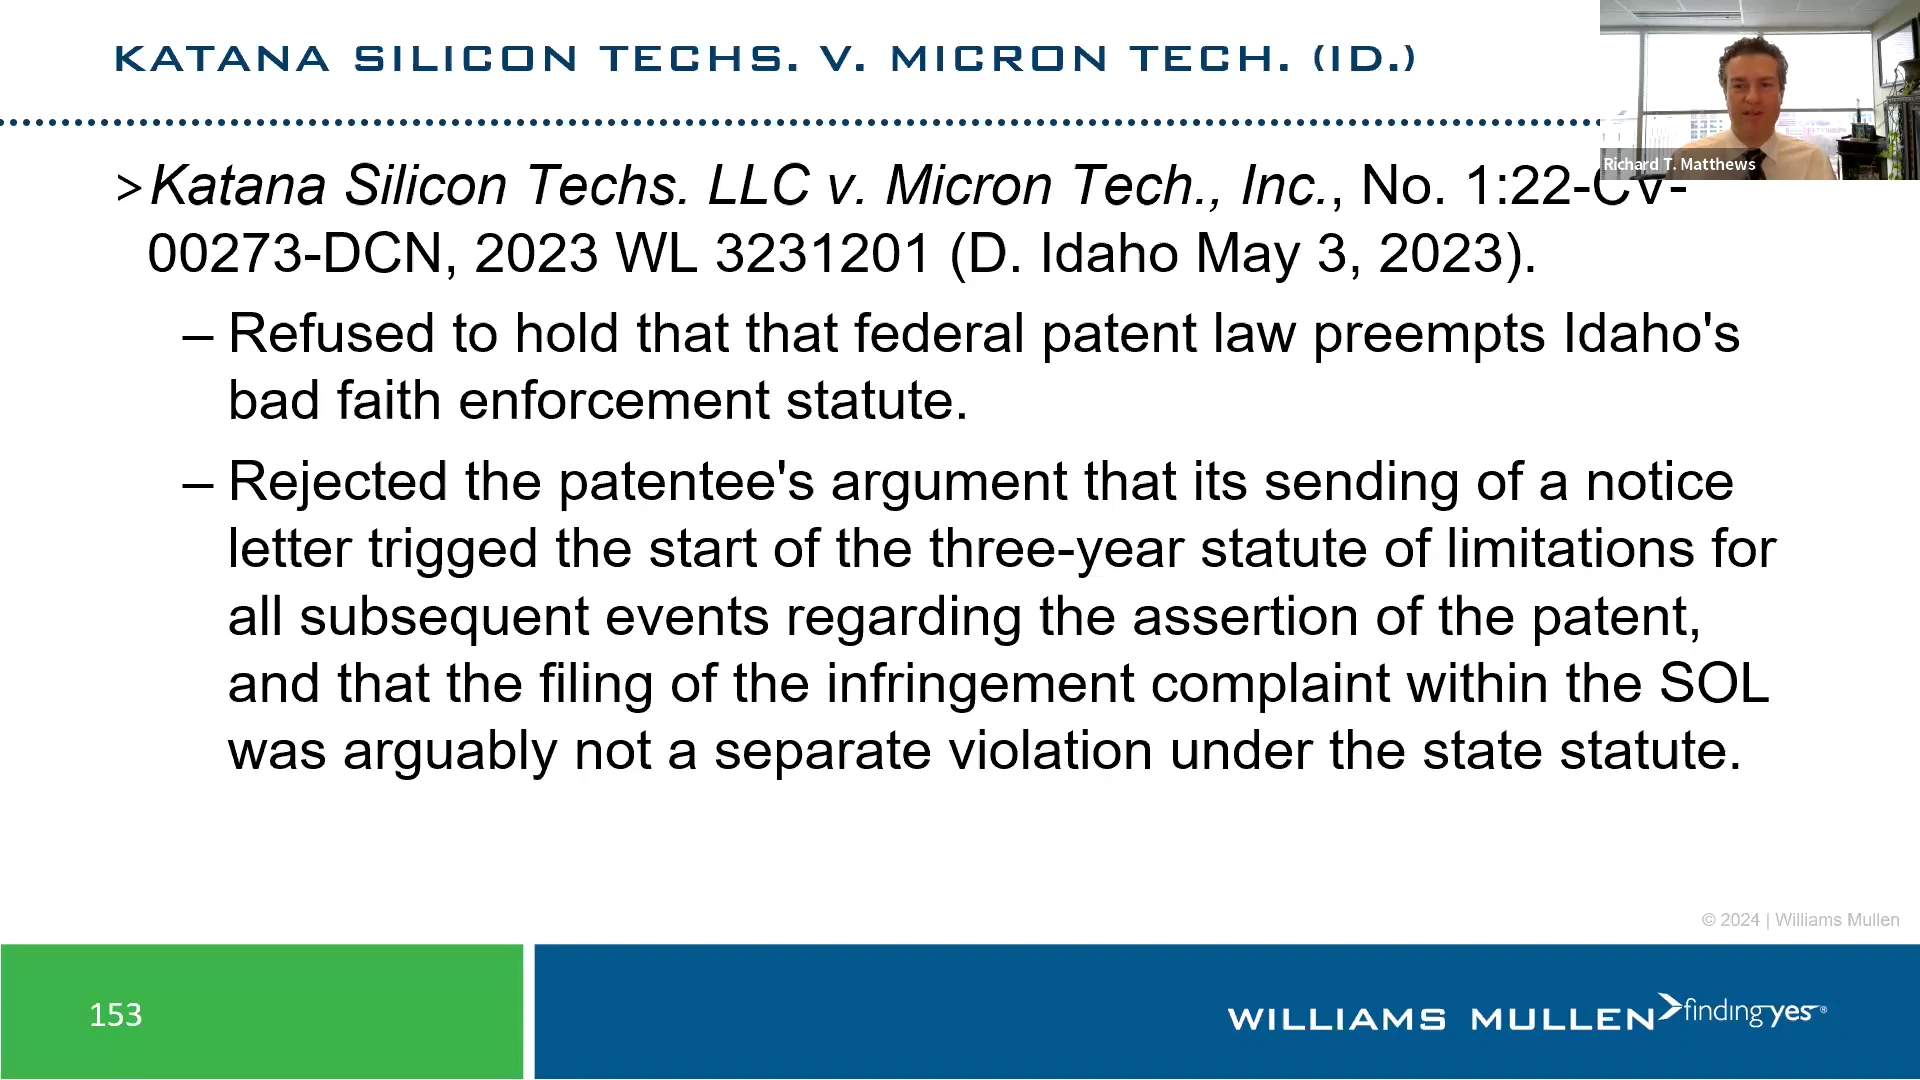 KATANA SILICON TECHS. V. MICRON TECH. (ID.)
Richard T. Matthews
>Katana Silicon Techs. LLC v. Micron Tech., Inc., No. 1:22-CV-
00273-DCN, 2023 WL 3231201 (D. Idaho May 3, 2023).
– Refused to hold that that federal patent law preempts Idaho's
bad faith enforcement statute.
– Rejected the patentee's argument that its sending of a notice
letter trigged the start of the three-year statute of limitations for
all subsequent events regarding the assertion of the patent,
and that the filing of the infringement complaint within the SOL
was arguably not a separate violation under the state statute.
© 2024 | Williams Mullen
153
WILLIAMS MULLEN findingyes®